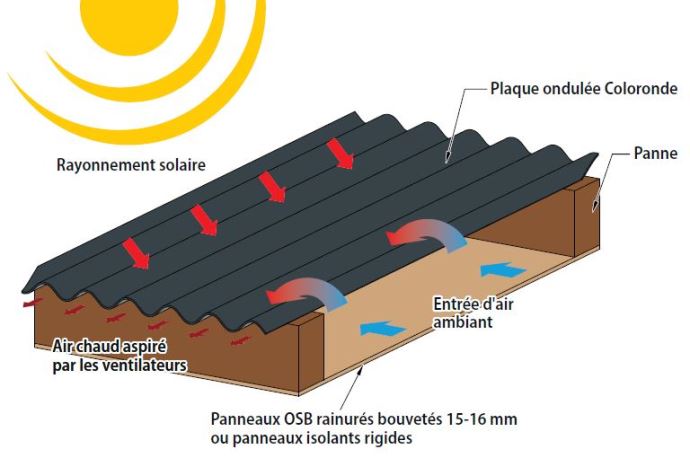 Plaque ondulée Coloronde
Rayonnement solaire
Panne
Entrée d'air
ambiant
Air chaud aspiré
par les ventilateurs
Panneaux OSB rainurés bouvetés 15-16 mm
ou panneaux isolants rigides